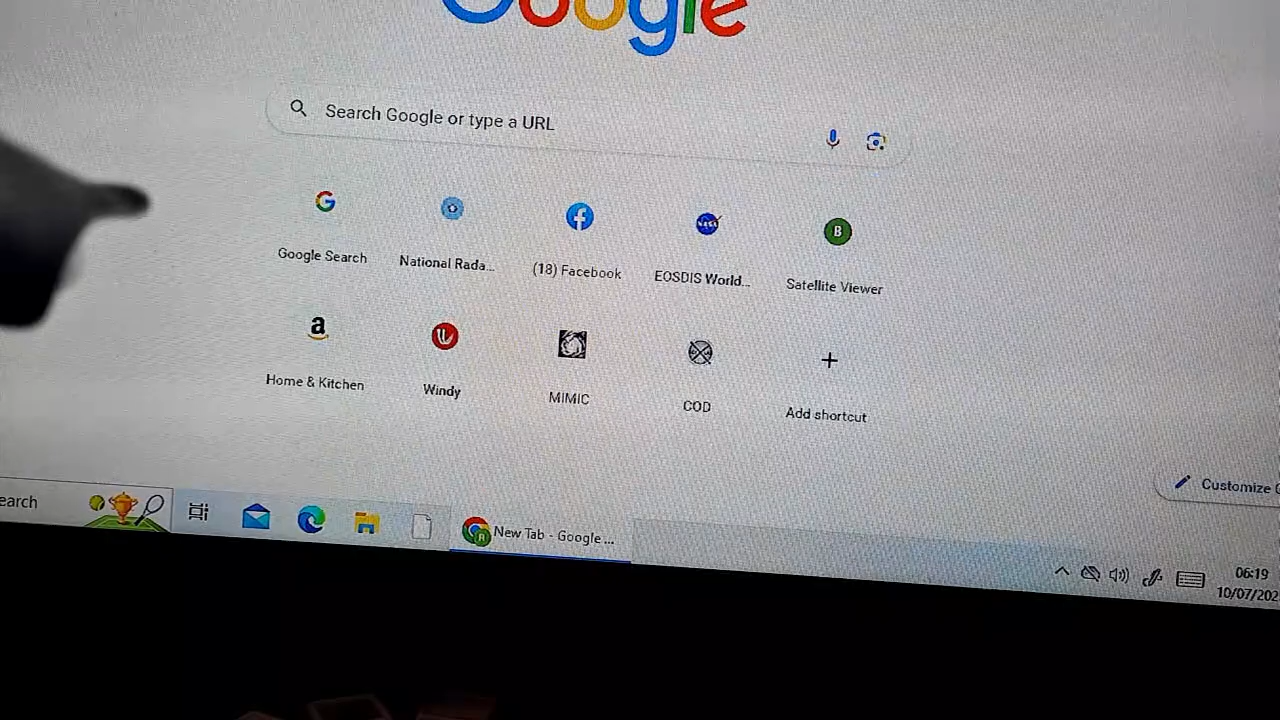 Google
Search Google or type a URL
Google Search
National Rada...
(18) Facebook
EOSDIS World...
Satellite Viewer
Home & Kitchen
Windy
MIMIC
COD
Add shortcut
Customize
earch
New Tab - Google ...
06:19
10/07/202